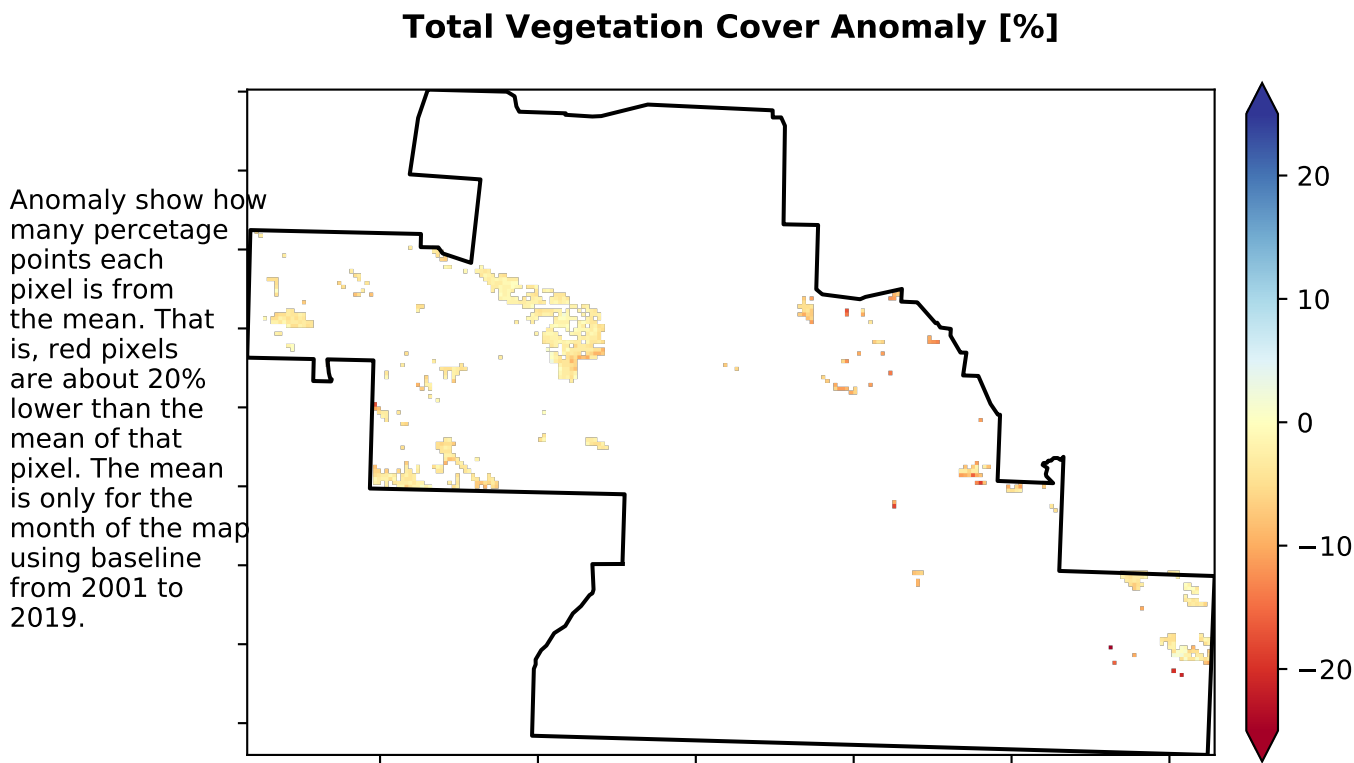 Total Vegetation Cover Anomaly [%]
Anomaly show how
many percetage
points each
pixel is from
the mean. That
is, red pixels
are about 20%
lower than the
mean of that
pixel. The mean
is only for the
month of the map
using baseline
from 2001 to
2019.
20
10
0
−10
−20